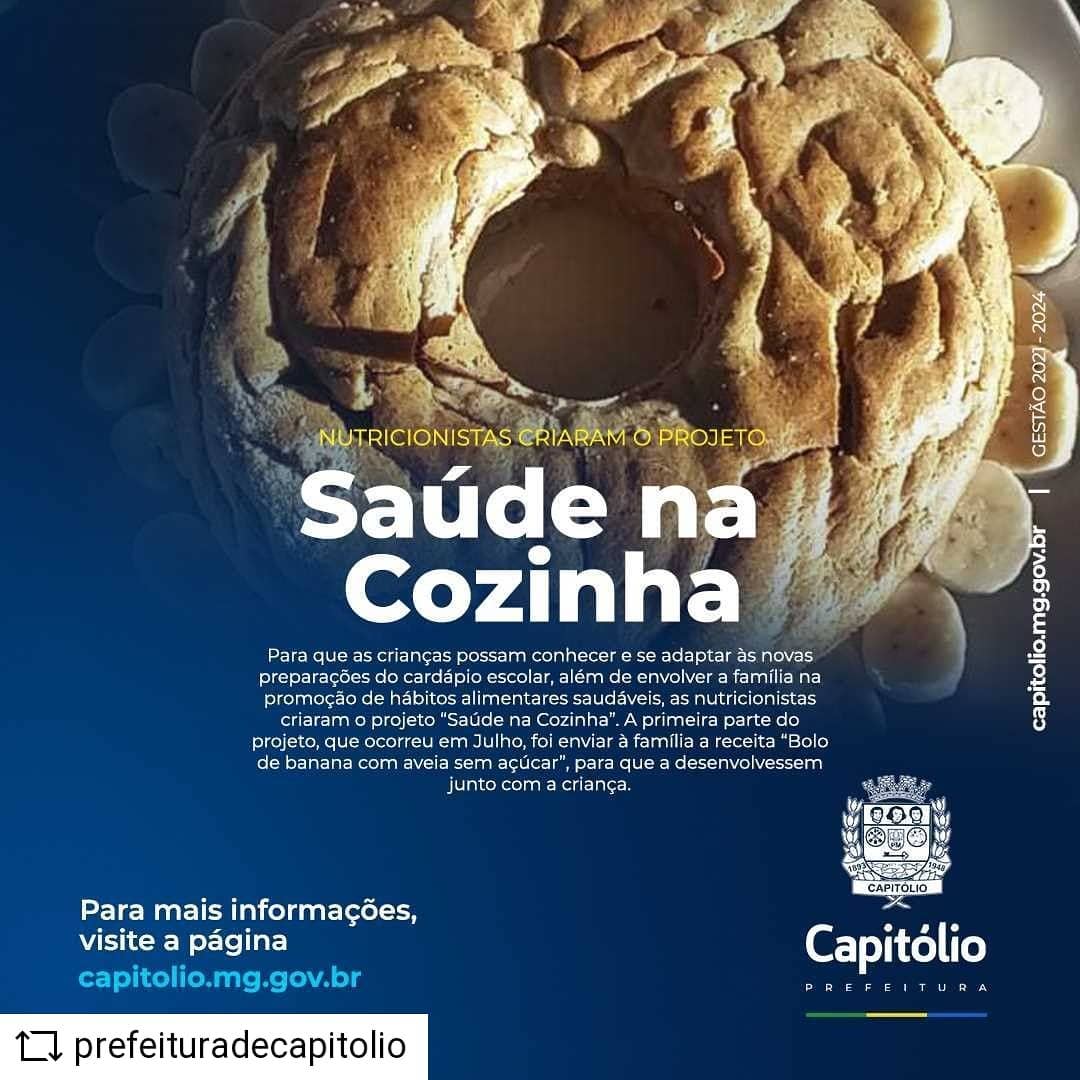 NUTRICIONISTAS CRIARAM O PROJETO
Saúde na
Cozinha
Para que as crianças possam conhecer e se adaptar às novas
preparações do cardápio escolar, além de envolver a família na
promoção de hábitos alimentares saudáveis, as nutricionistas
criaram o projeto “Saúde na Cozinha”. A primeira parte do
projeto, que ocorreu em Julho, foi enviar à família a receita “Bolo
de banana com aveia sem açúcar”, para que a desenvolvessem
junto com a criança.
capitolio.mg.gov.br | GESTÃO 2021 - 2024
Para mais informações,
visite a página
capitolio.mg.gov.br
PM
1893 1948
CAPITÓLIO
Capitólio
PREFEITURA
prefeituradecapitolio